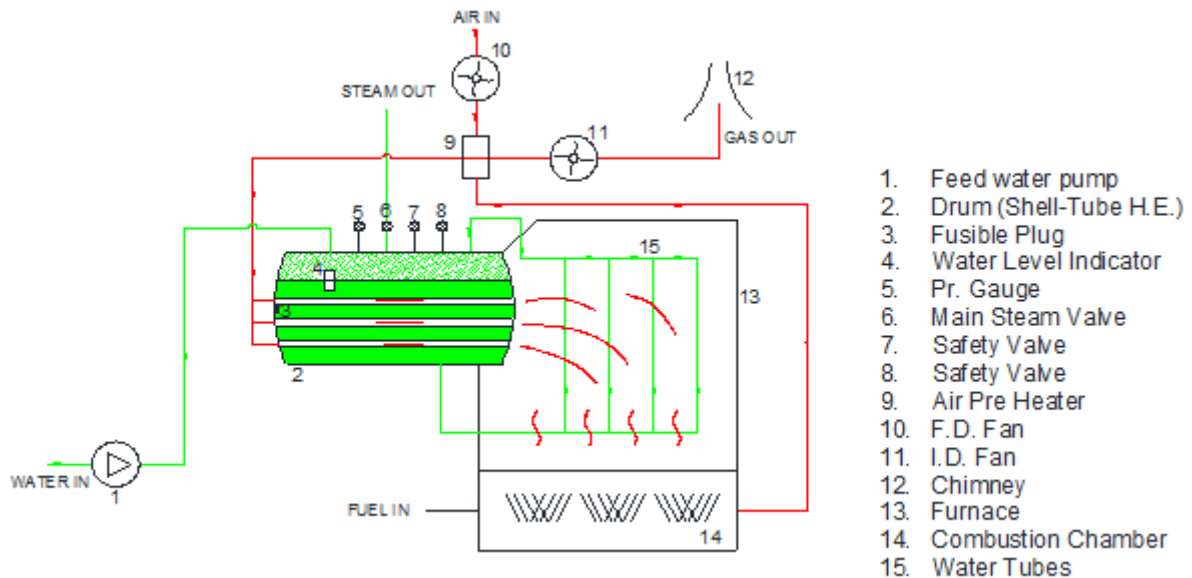 AIR IN
10
12
STEAM OUT
9
11
GAS OUT
5 6 7 8
15
4
13
3
2
WATER IN
1
FUEL IN
14
1. Feed water pump
2. Drum (Shell-Tube H.E.)
3. Fusible Plug
4. Water Level Indicator
5. Pr. Gauge
6. Main Steam Valve
7. Safety Valve
8. Safety Valve
9. Air Pre Heater
10. F.D. Fan
11. I.D. Fan
12. Chimney
13. Furnace
14. Combustion Chamber
15. Water Tubes